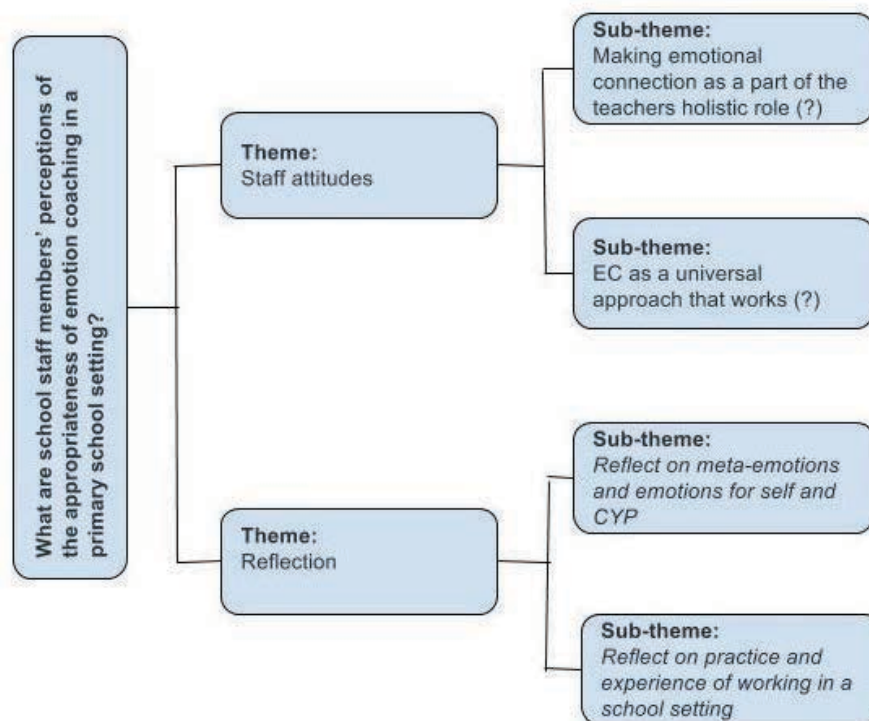 What are school staff members’ perceptions of
the appropriateness of emotion coaching in a
primary school setting?
Theme:
Staff attitudes
Sub-theme:
Making emotional
connection as a part of the
teachers holistic role (?)
Sub-theme:
EC as a universal
approach that works (?)
Theme:
Reflection
Sub-theme:
Reflect on meta-emotions
and emotions for self and
CYP
Sub-theme:
Reflect on practice and
experience of working in a
school setting